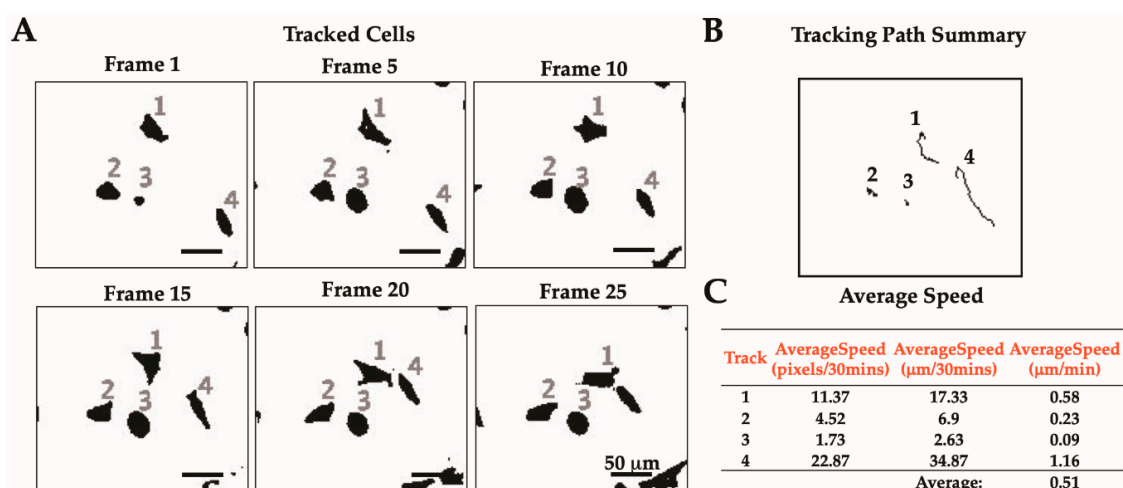 A
Tracked Cells
Frame 1
Frame 5
Frame 10
1
2
3
4
1
2
3
4
1
2
3
4
Frame 15
Frame 20
Frame 25
1
2
3
4
1
2
3
4
1
2
3
50 μm
B
Tracking Path Summary
1
2
3
4
C
Average Speed
Track AverageSpeed (pixels/30mins) AverageSpeed (μm/30mins) AverageSpeed (μm/min)
1 11.37 17.33 0.58
2 4.52 6.9 0.23
3 1.73 2.63 0.09
4 22.87 34.87 1.16
Average: 0.51